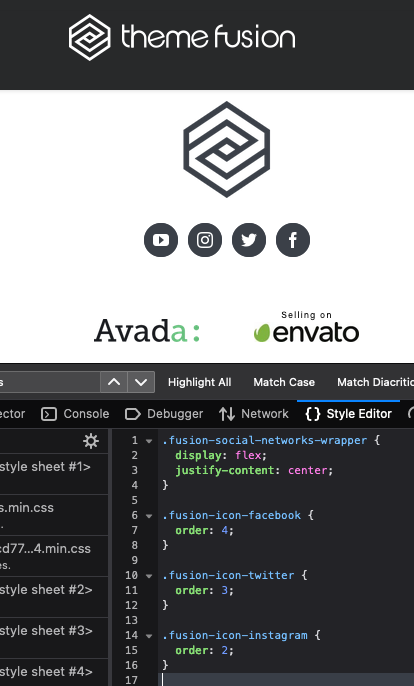 theme fusion
Selling on
Avada:
envato
s
Highlight All
Match Case
Match Diacritic
ector
Console
Debugger
Network
{} Style Editor
style sheet #1>
s.min.css
.
cd77...4.min.css
es.
style sheet #2>
style sheet #3>
style sheet #4>
1 .fusion-social-networks-wrapper {
2 display: flex;
3 justify-content: center;
4 }
5
6 .fusion-icon-facebook {
7 order: 4;
8 }
9
10 .fusion-icon-twitter {
11 order: 3;
12 }
13
14 .fusion-icon-instagram {
15 order: 2;
16 }
17